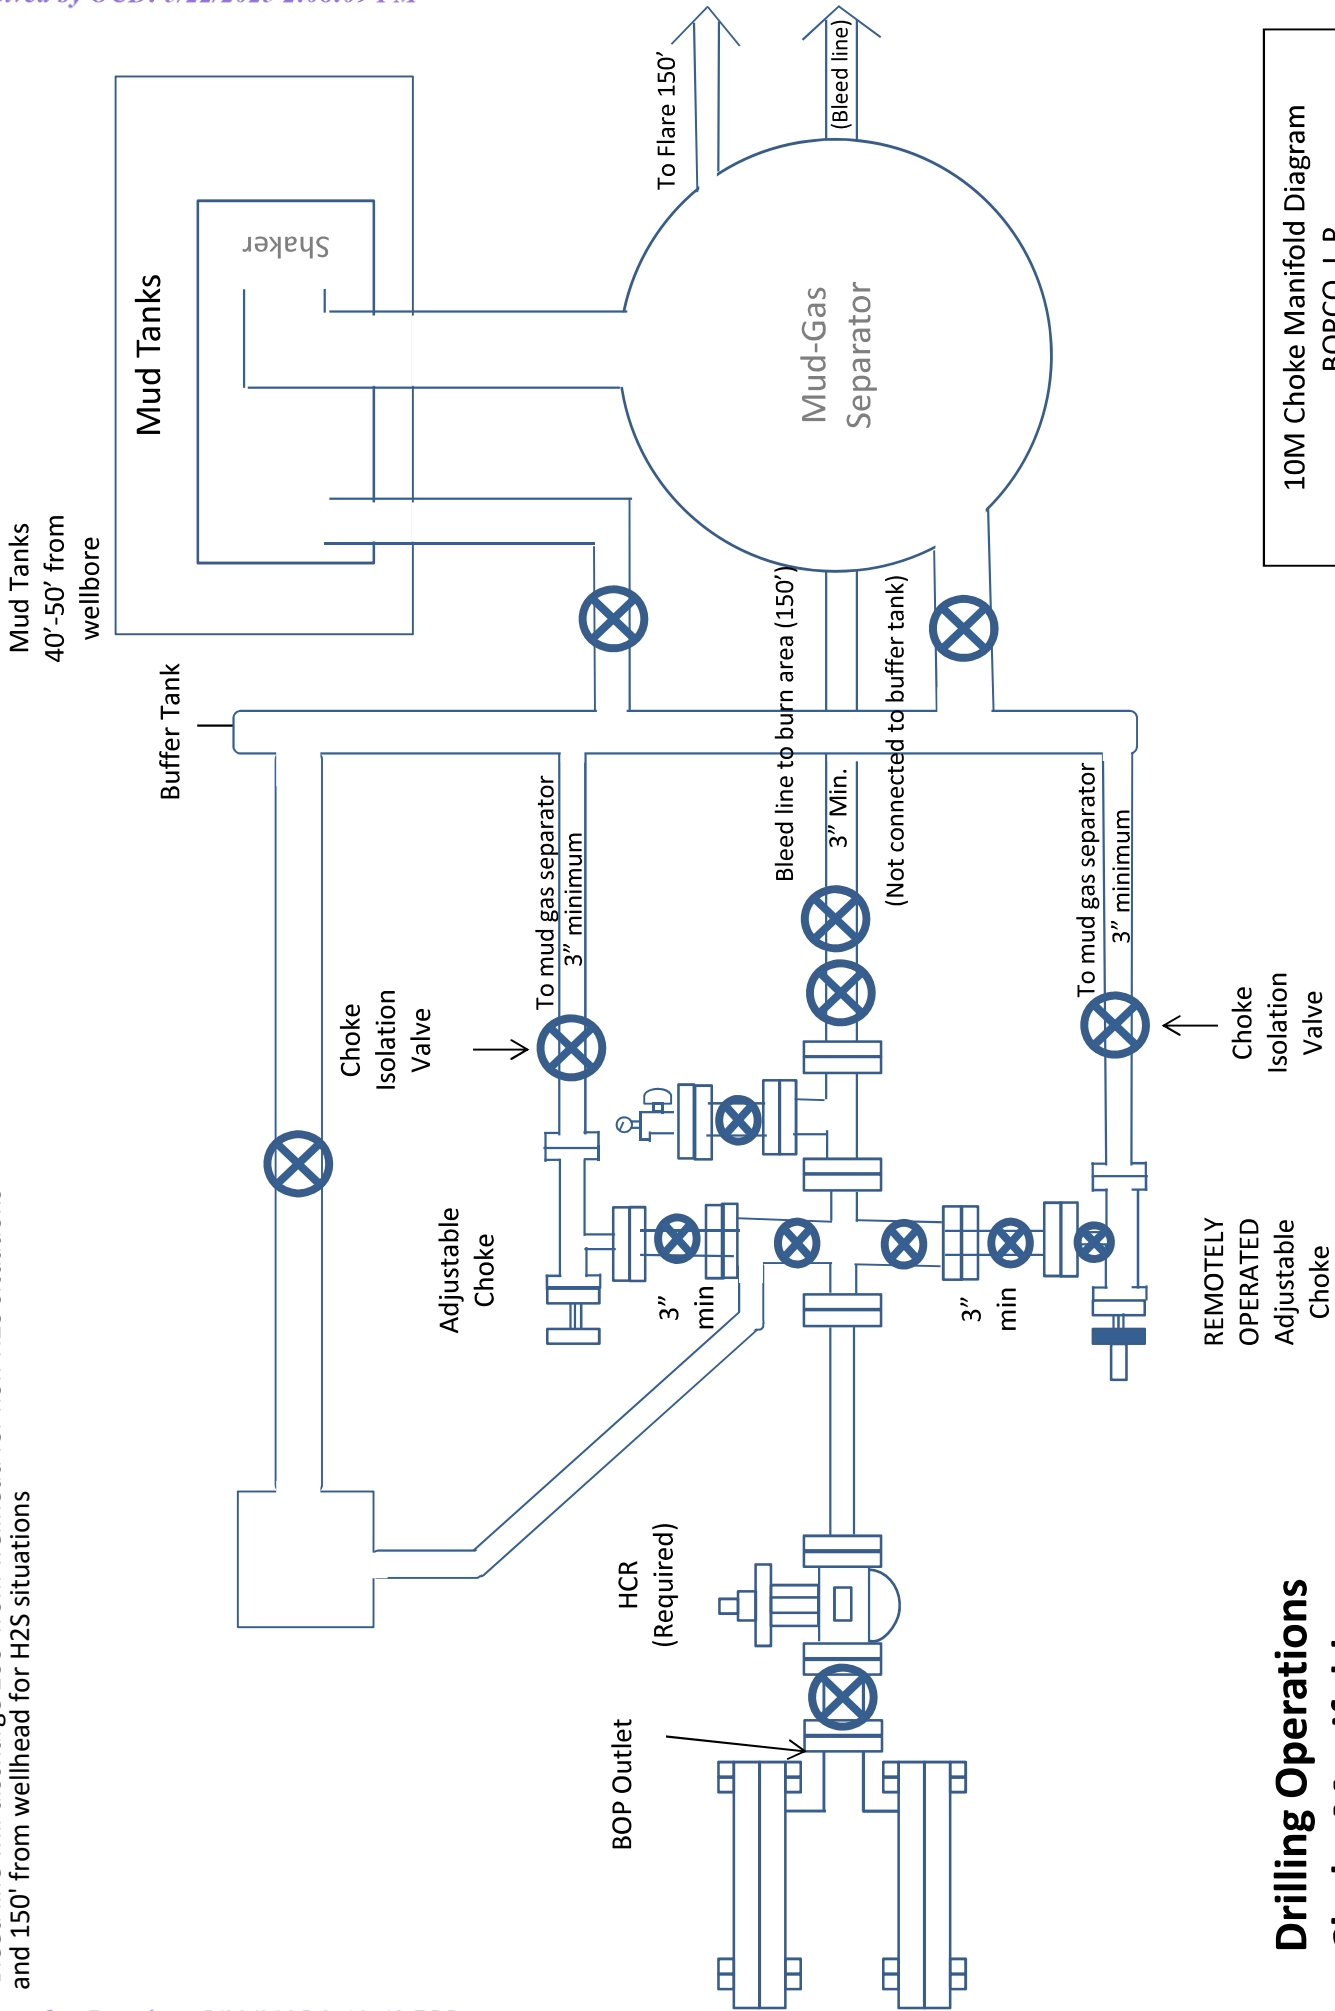 and 150' from wellhead for H2S situations
Mud Tanks
40’-50’ from
wellbore
Mud Tanks
Shaker
Buffer Tank
To Flare 150’
(Bleed line)
Mud-Gas
Separator
Choke
Isolation
Valve
To mud gas separator
3” minimum
Bleed line to burn area (150’)
3” Min.
(Not connected to buffer tank)
To mud gas separator
3” minimum
Choke
Isolation
Valve
Adjustable
Choke
3”
min
3”
min
REMOTELY
OPERATED
Adjustable
Choke
HCR
(Required)
BOP Outlet
10M Choke Manifold Diagram
BOPCO, L.P.
Drilling Operations